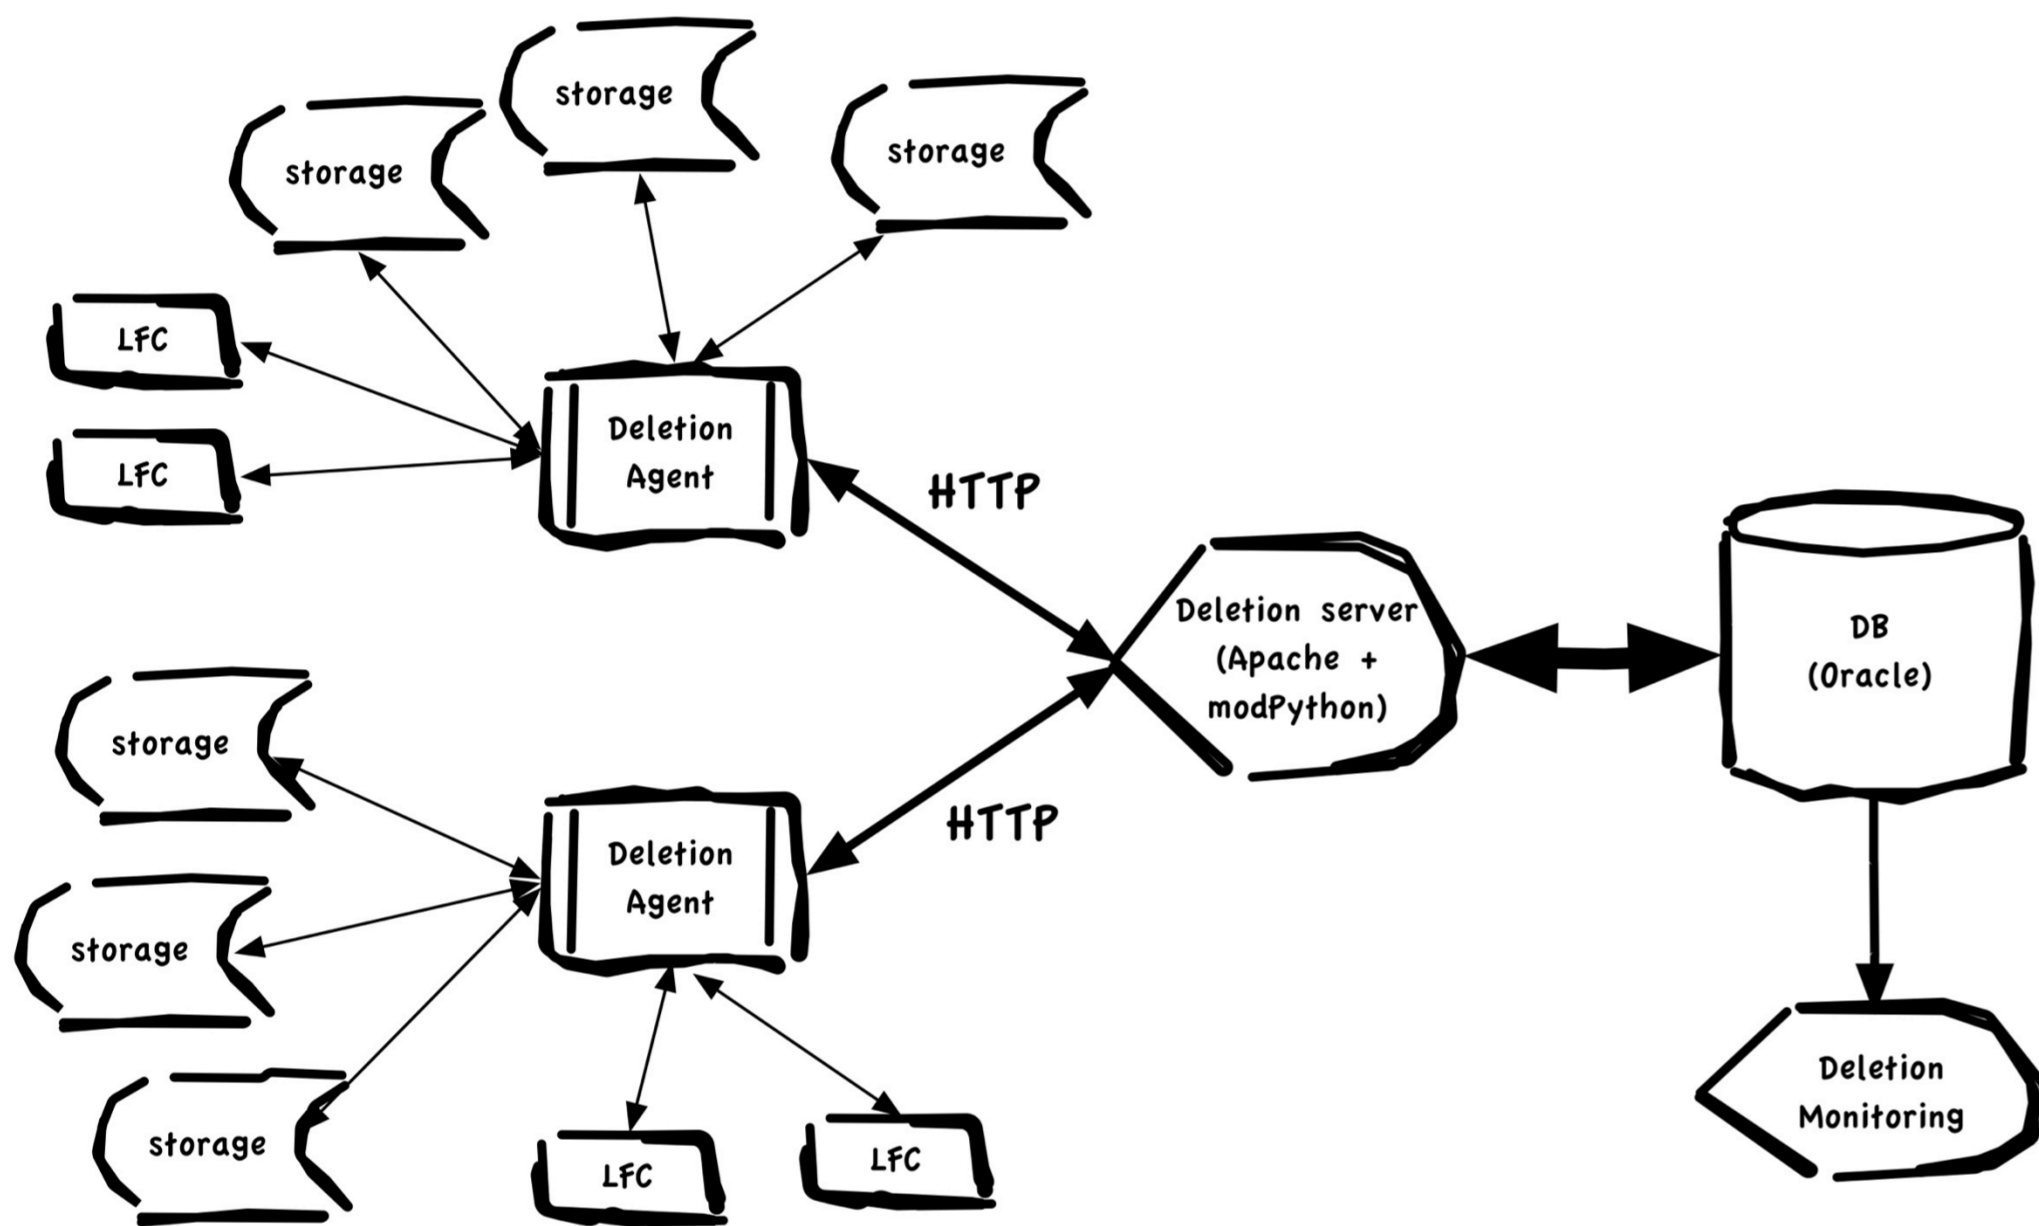 storage
storage
storage
LFC
LFC
Deletion
Agent
HTTP
Deletion server
(Apache +
modPython)
DB
(Oracle)
storage
storage
storage
Deletion
Agent
HTTP
LFC
LFC
Deletion
Monitoring